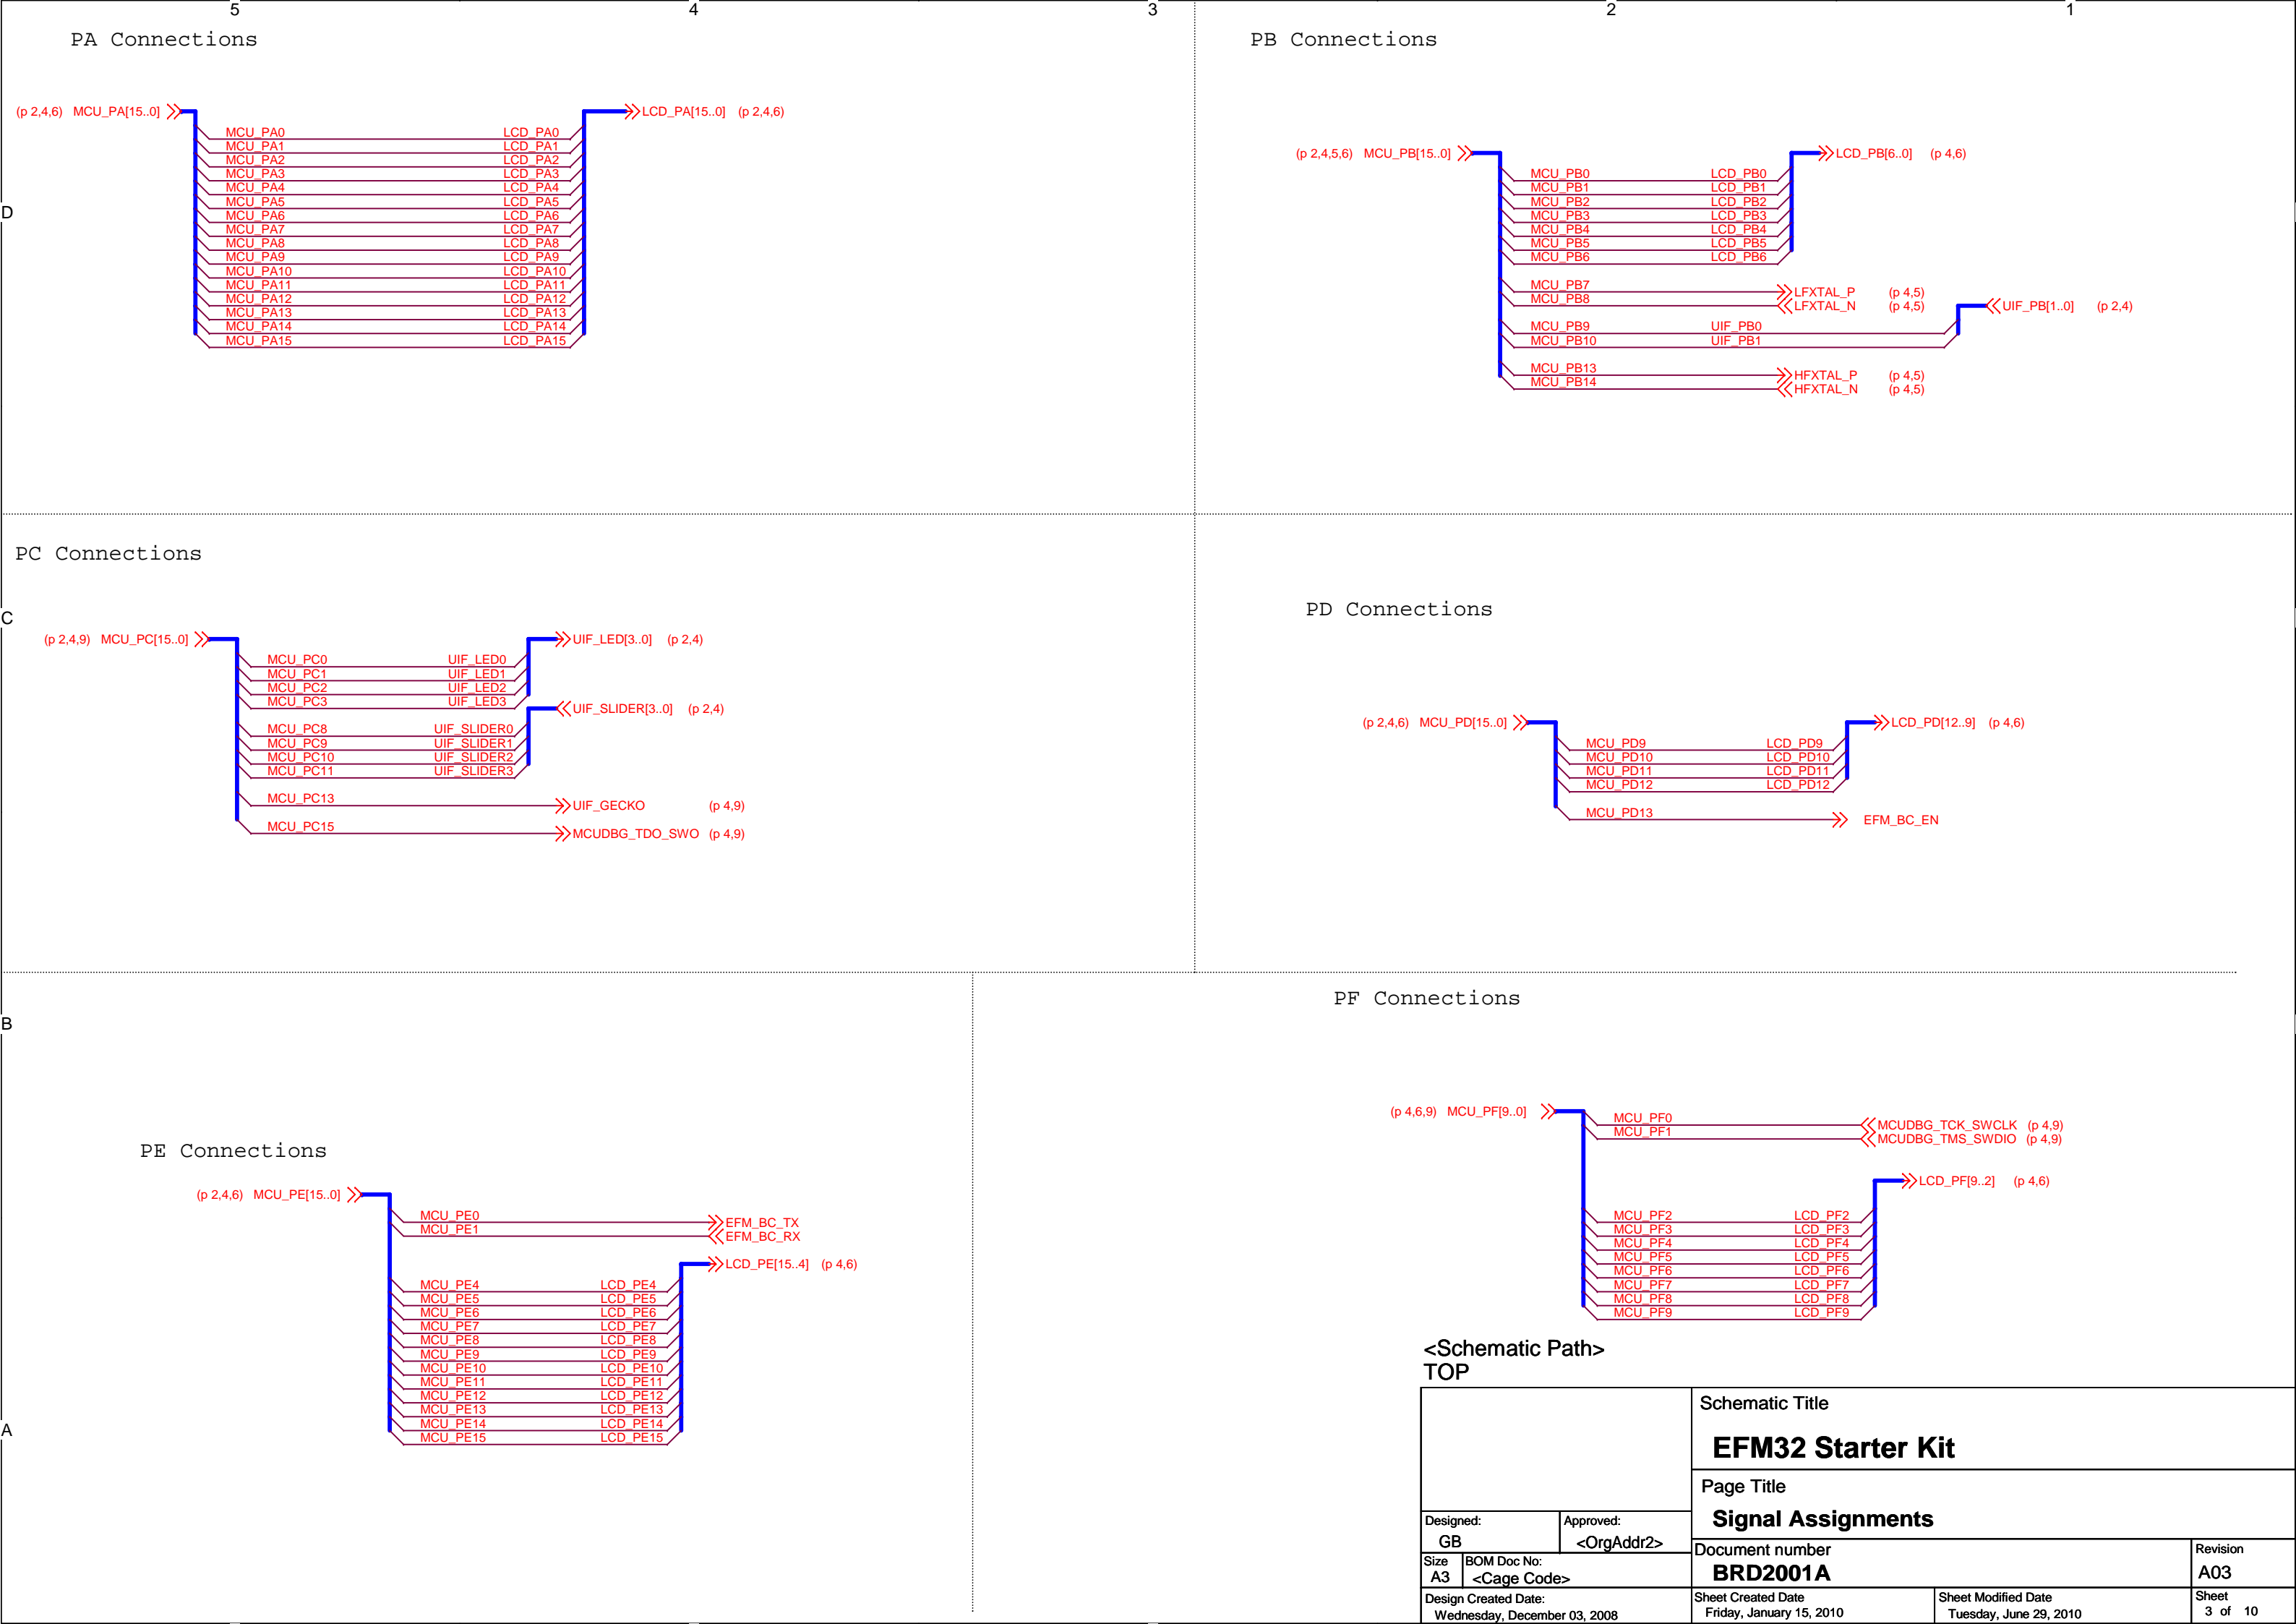 5 4 3 2 1
D
C
B
A
PA Connections
(p 2,4,6) MCU_PA[15..0]
LCD_PA[15..0] (p 2,4,6)
MCU_PA0 LCD_PA0
MCU_PA1 LCD_PA1
MCU_PA2 LCD_PA2
MCU_PA3 LCD_PA3
MCU_PA4 LCD_PA4
MCU_PA5 LCD_PA5
MCU_PA6 LCD_PA6
MCU_PA7 LCD_PA7
MCU_PA8 LCD_PA8
MCU_PA9 LCD_PA9
MCU_PA10 LCD_PA10
MCU_PA11 LCD_PA11
MCU_PA12 LCD_PA12
MCU_PA13 LCD_PA13
MCU_PA14 LCD_PA14
MCU_PA15 LCD_PA15
PB Connections
(p 2,4,5,6) MCU_PB[15..0]
LCD_PB[6..0] (p 4,6)
MCU_PB0 LCD_PB0
MCU_PB1 LCD_PB1
MCU_PB2 LCD_PB2
MCU_PB3 LCD_PB3
MCU_PB4 LCD_PB4
MCU_PB5 LCD_PB5
MCU_PB6 LCD_PB6
MCU_PB7 LFXTAL_P (p 4,5)
MCU_PB8 LFXTAL_N (p 4,5)
UIF_PB[1..0] (p 2,4)
MCU_PB9 UIF_PB0
MCU_PB10 UIF_PB1
MCU_PB13 HFXTAL_P (p 4,5)
MCU_PB14 HFXTAL_N (p 4,5)
PC Connections
(p 2,4,9) MCU_PC[15..0]
UIF_LED[3..0] (p 2,4)
MCU_PC0 UIF_LED0
MCU_PC1 UIF_LED1
MCU_PC2 UIF_LED2
MCU_PC3 UIF_LED3
UIF_SLIDER[3..0] (p 2,4)
MCU_PC8 UIF_SLIDER0
MCU_PC9 UIF_SLIDER1
MCU_PC10 UIF_SLIDER2
MCU_PC11 UIF_SLIDER3
MCU_PC13 UIF_GECKO (p 4,9)
MCU_PC15 MCUDBG_TDO_SWO (p 4,9)
PD Connections
(p 2,4,6) MCU_PD[15..0]
LCD_PD[12..9] (p 4,6)
MCU_PD9 LCD_PD9
MCU_PD10 LCD_PD10
MCU_PD11 LCD_PD11
MCU_PD12 LCD_PD12
MCU_PD13 EFM_BC_EN
PE Connections
(p 2,4,6) MCU_PE[15..0]
MCU_PE0 EFM_BC_TX
MCU_PE1 EFM_BC_RX
LCD_PE[15..4] (p 4,6)
MCU_PE4 LCD_PE4
MCU_PE5 LCD_PE5
MCU_PE6 LCD_PE6
MCU_PE7 LCD_PE7
MCU_PE8 LCD_PE8
MCU_PE9 LCD_PE9
MCU_PE10 LCD_PE10
MCU_PE11 LCD_PE11
MCU_PE12 LCD_PE12
MCU_PE13 LCD_PE13
MCU_PE14 LCD_PE14
MCU_PE15 LCD_PE15
PF Connections
(p 4,6,9) MCU_PF[9..0]
MCU_PF0 MCUDBG_TCK_SWCLK (p 4,9)
MCU_PF1 MCUDBG_TMS_SWDIO (p 4,9)
LCD_PF[9..2] (p 4,6)
MCU_PF2 LCD_PF2
MCU_PF3 LCD_PF3
MCU_PF4 LCD_PF4
MCU_PF5 LCD_PF5
MCU_PF6 LCD_PF6
MCU_PF7 LCD_PF7
MCU_PF8 LCD_PF8
MCU_PF9 LCD_PF9
<Schematic Path>
TOP
Schematic Title
EFM32 Starter Kit
Page Title
Signal Assignments
Designed:
GB
Approved:
<OrgAddr2>
Document number
BRD2001A
Revision
A03
Size
A3
BOM Doc No:
<Cage Code>
Design Created Date:
Wednesday, December 03, 2008
Sheet Created Date
Friday, January 15, 2010
Sheet Modified Date
Tuesday, June 29, 2010
Sheet
3 of 10